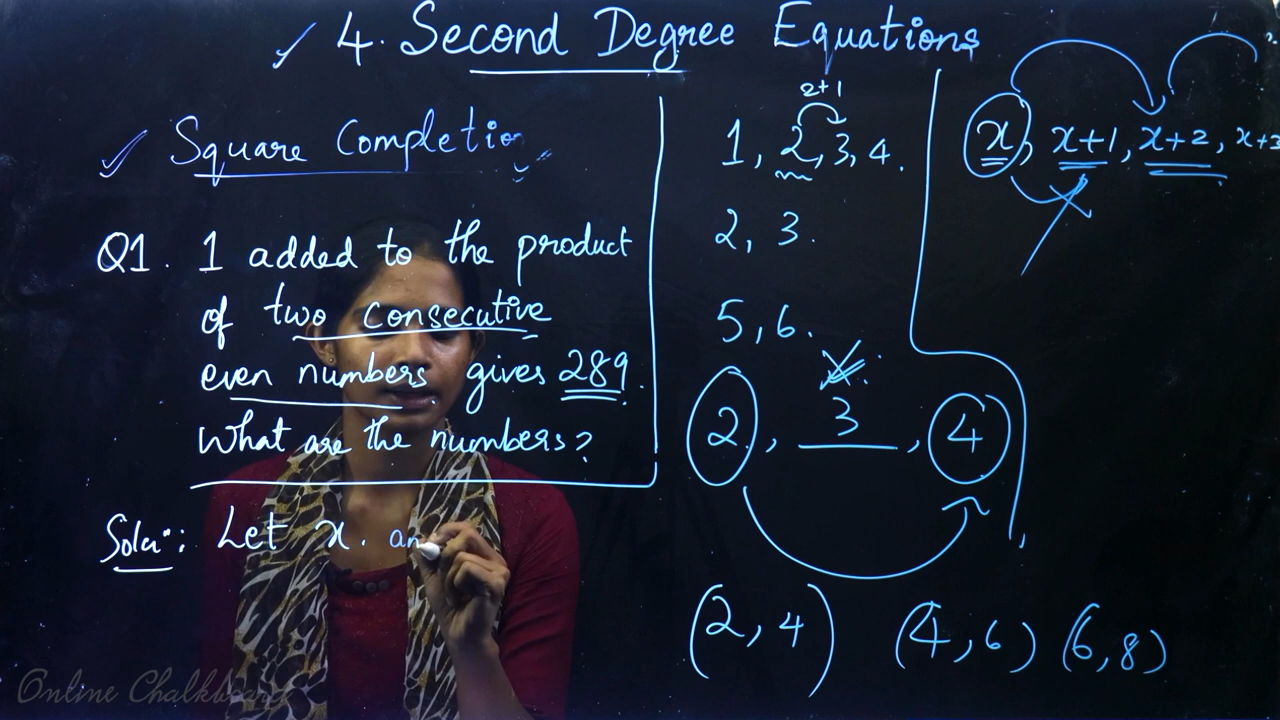 4. Second Degree Equations
Square Completion
Q1. 1 added to the product
of two consecutive
even numbers gives 289.
What are the numbers?
Soln: Let x. an
2+1
1, 2, 3, 4.
2, 3.
5, 6.
2, 3, 4
(2, 4) (4, 6) (6, 8)
x, x+1, x+2, x+3
Online Chalkboard